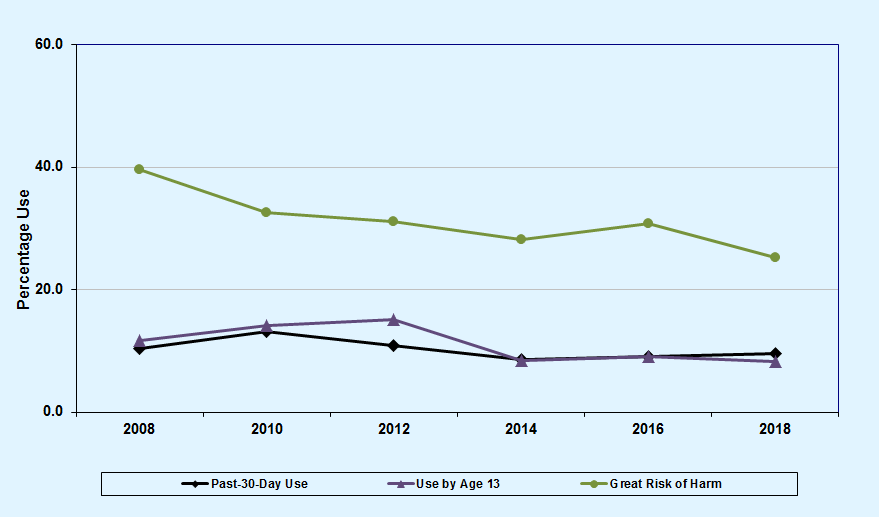 60.0
40.0
20.0
0.0
Percentage Use
2008 2010 2012 2014 2016 2018
Past-30-Day Use Use by Age 13 Great Risk of Harm